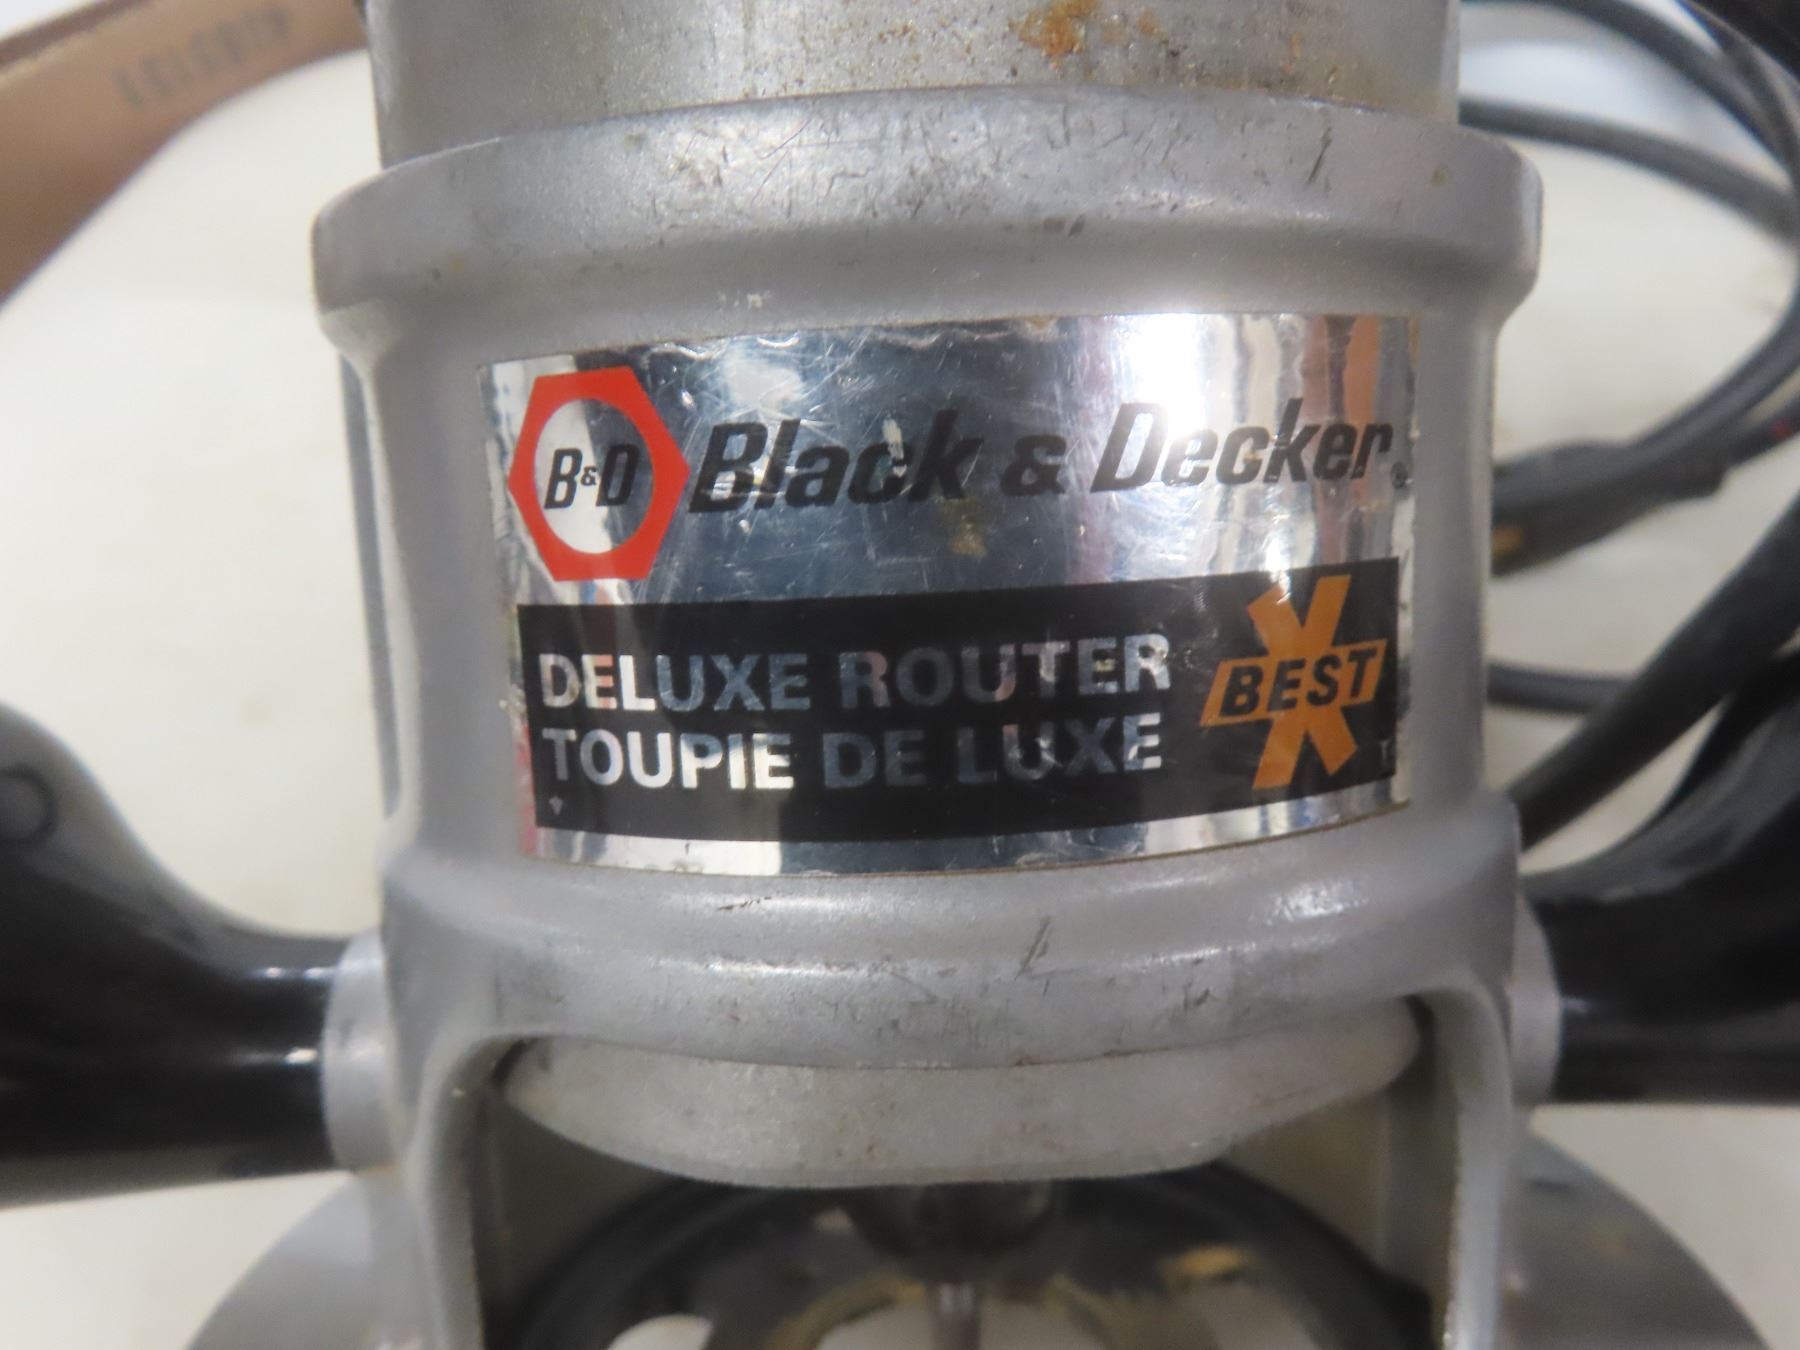 B&D Black & Decker®
DELUXE ROUTER
TOUPIE DE LUXE
BEST